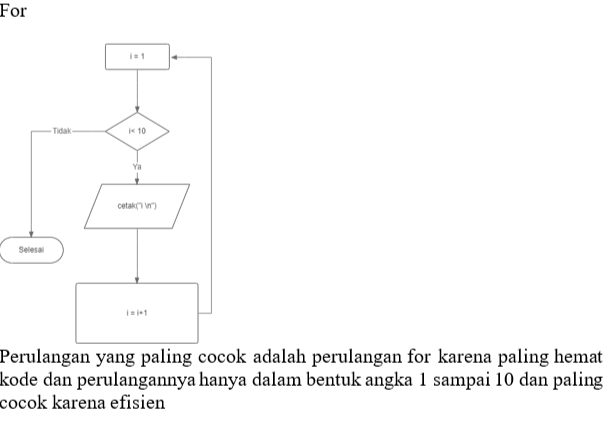 For
i = 1
i< 10
Tidak
Ya
cetak("i \n")
Selesai
i = i+1
Perulangan yang paling cocok adalah perulangan for karena paling hemat
kode dan perulangannya hanya dalam bentuk angka 1 sampai 10 dan paling
cocok karena efisien